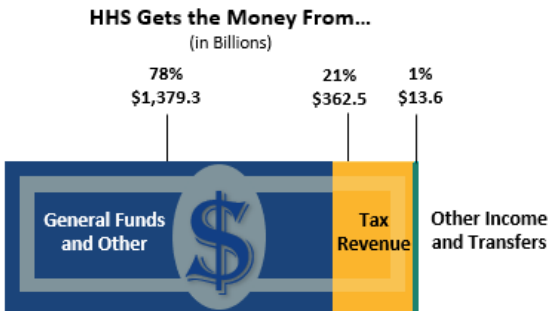 HHS Gets the Money From...
(in Billions)
78% 21% 1%
$1,379.3 $362.5 $13.6
General Funds
and Other
$
Tax
Revenue
Other Income
and Transfers